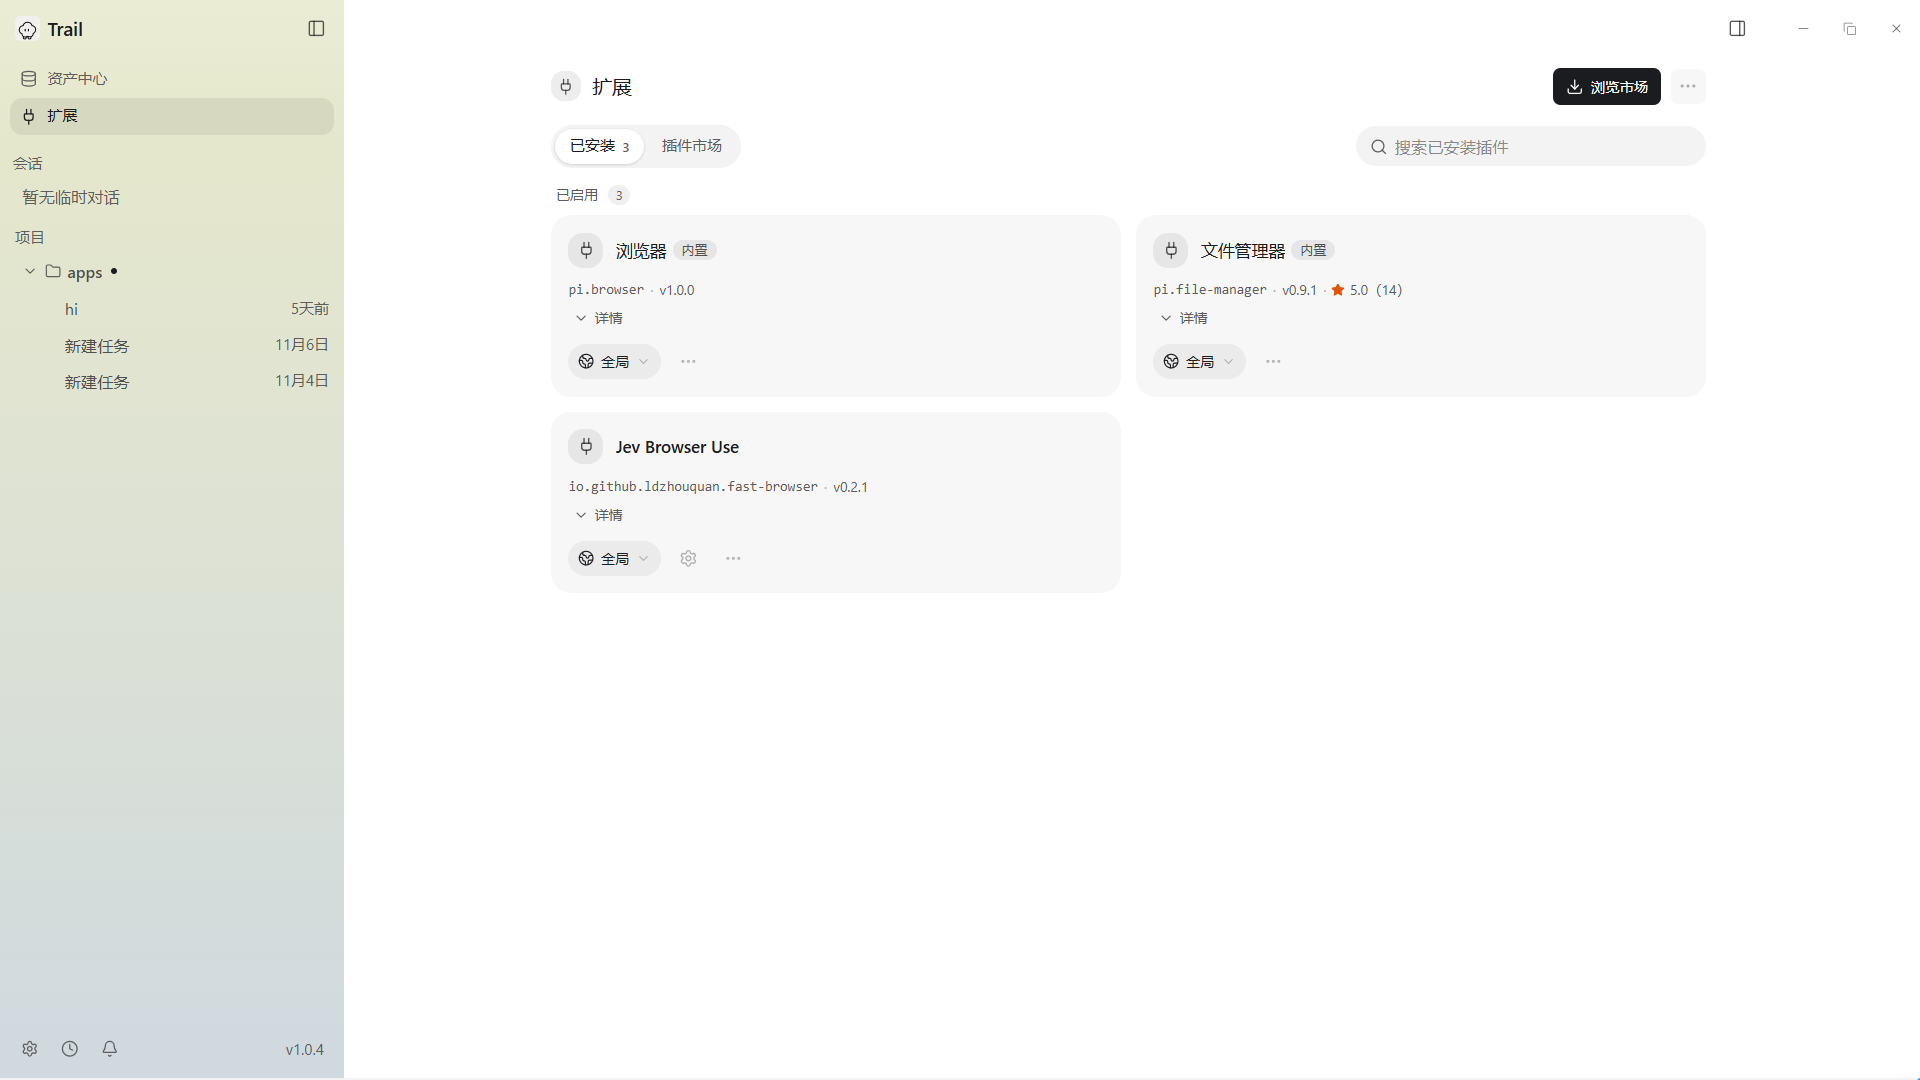 Trail
资产中心
扩展
会话
暂无临时对话
项目
apps
hi 5天前
新建任务 11月6日
新建任务 11月4日
v1.0.4
扩展
浏览市场
已安装 3 插件市场
搜索已安装插件
已启用 3
浏览器 内置
pi.browser · v1.0.0
详情
全局
文件管理器 内置
pi.file-manager · v0.9.1 · 5.0 (14)
详情
全局
Jev Browser Use
io.github.ldzhouquan.fast-browser · v0.2.1
详情
全局